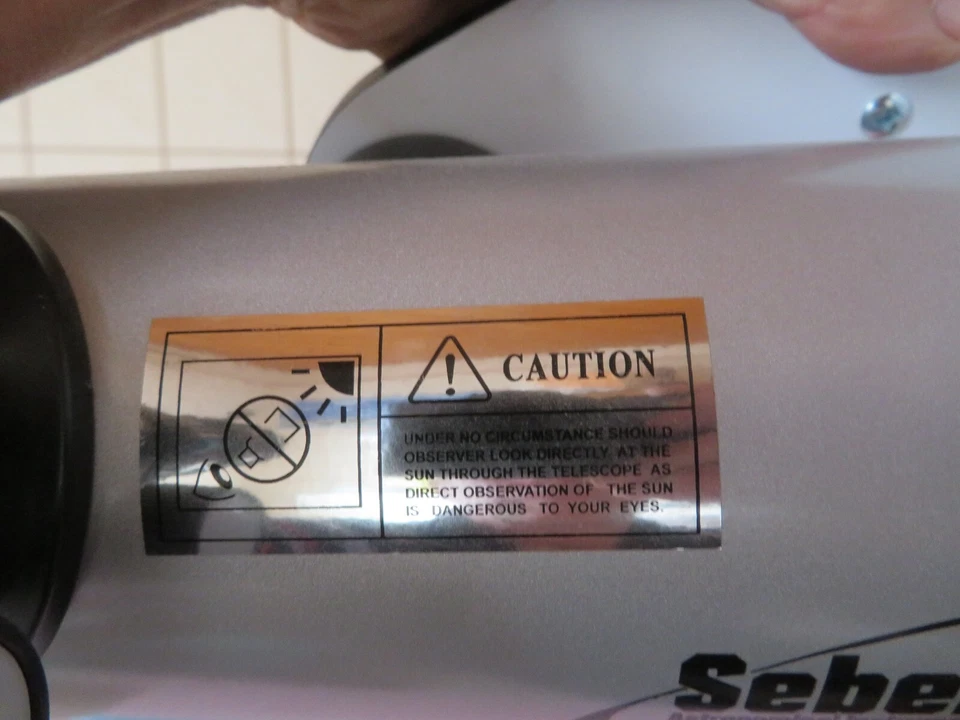 CAUTION
UNDER NO CIRCUMSTANCE SHOULD
OBSERVER LOOK DIRECTLY AT THE
SUN THROUGH THE TELESCOPE AS
DIRECT OBSERVATION OF THE SUN
IS DANGEROUS TO YOUR EYES.
Sebe